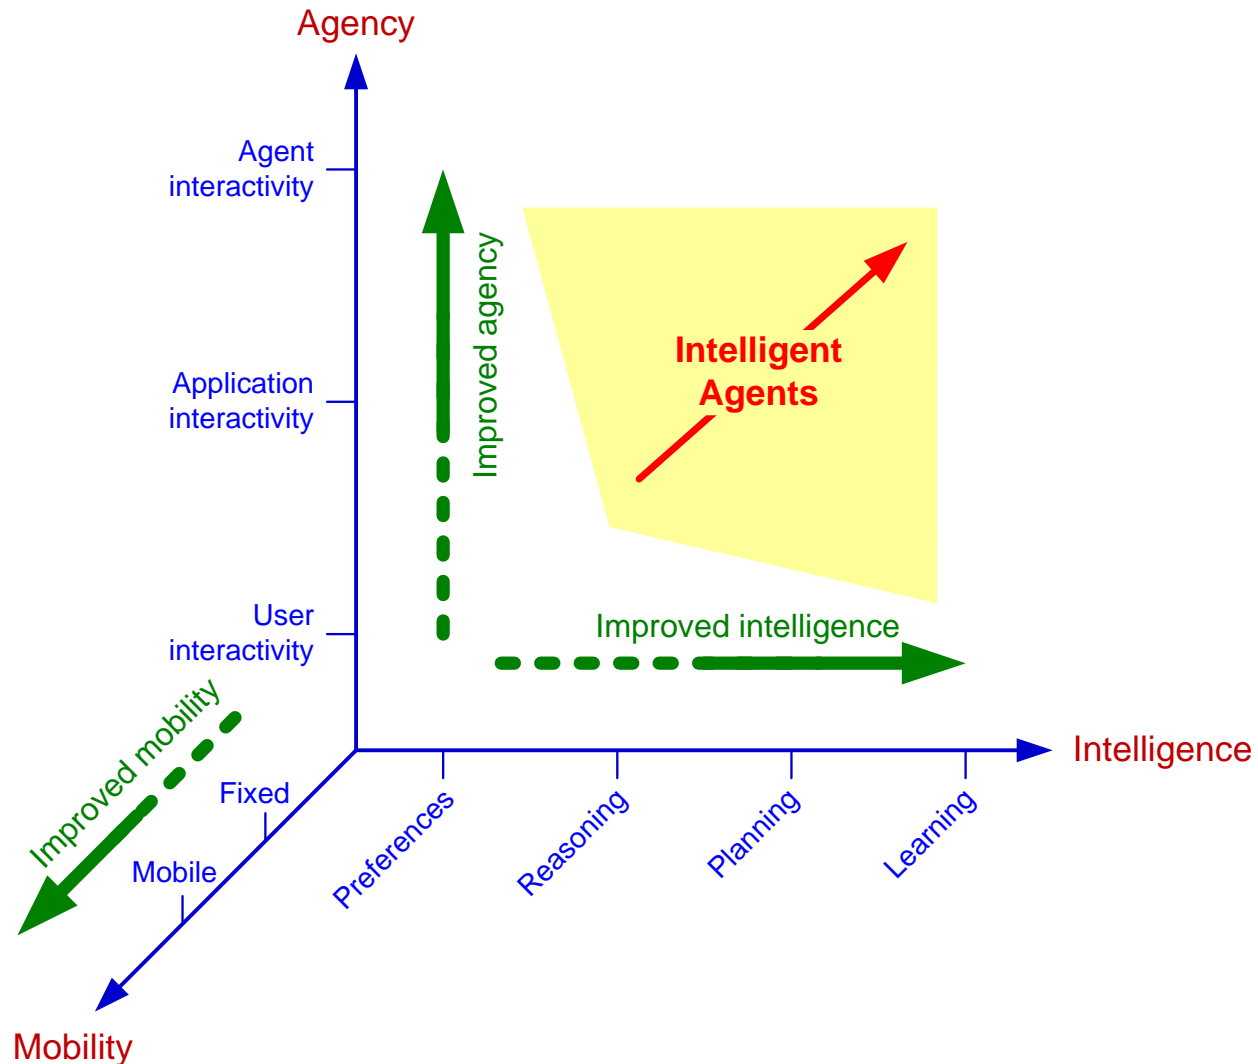 Agency
Agent
interactivity
Improved agency
Intelligent
Agents
Application
interactivity
User
interactivity
Improved intelligence
Improved mobility
Intelligence
Fixed
Mobile
Preferences
Reasoning
Planning
Learning
Mobility